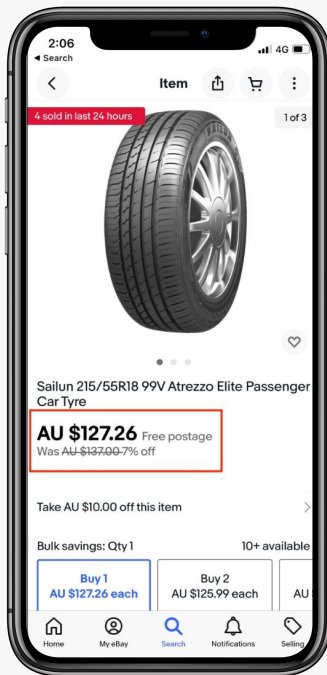 2:06
4G
◀ Search
Item
4 sold in last 24 hours
1 of 3
SAILUN
Sailun 215/55R18 99V Atrezzo Elite Passenger
Car Tyre
AU $127.26 Free postage
Was AU $137.00 7% off
Take AU $10.00 off this item
Bulk savings: Qty 1
10+ available
Buy 1
AU $127.26 each
Buy 2
AU $125.99 each
AU
Home
My eBay
Search
Notifications
Selling